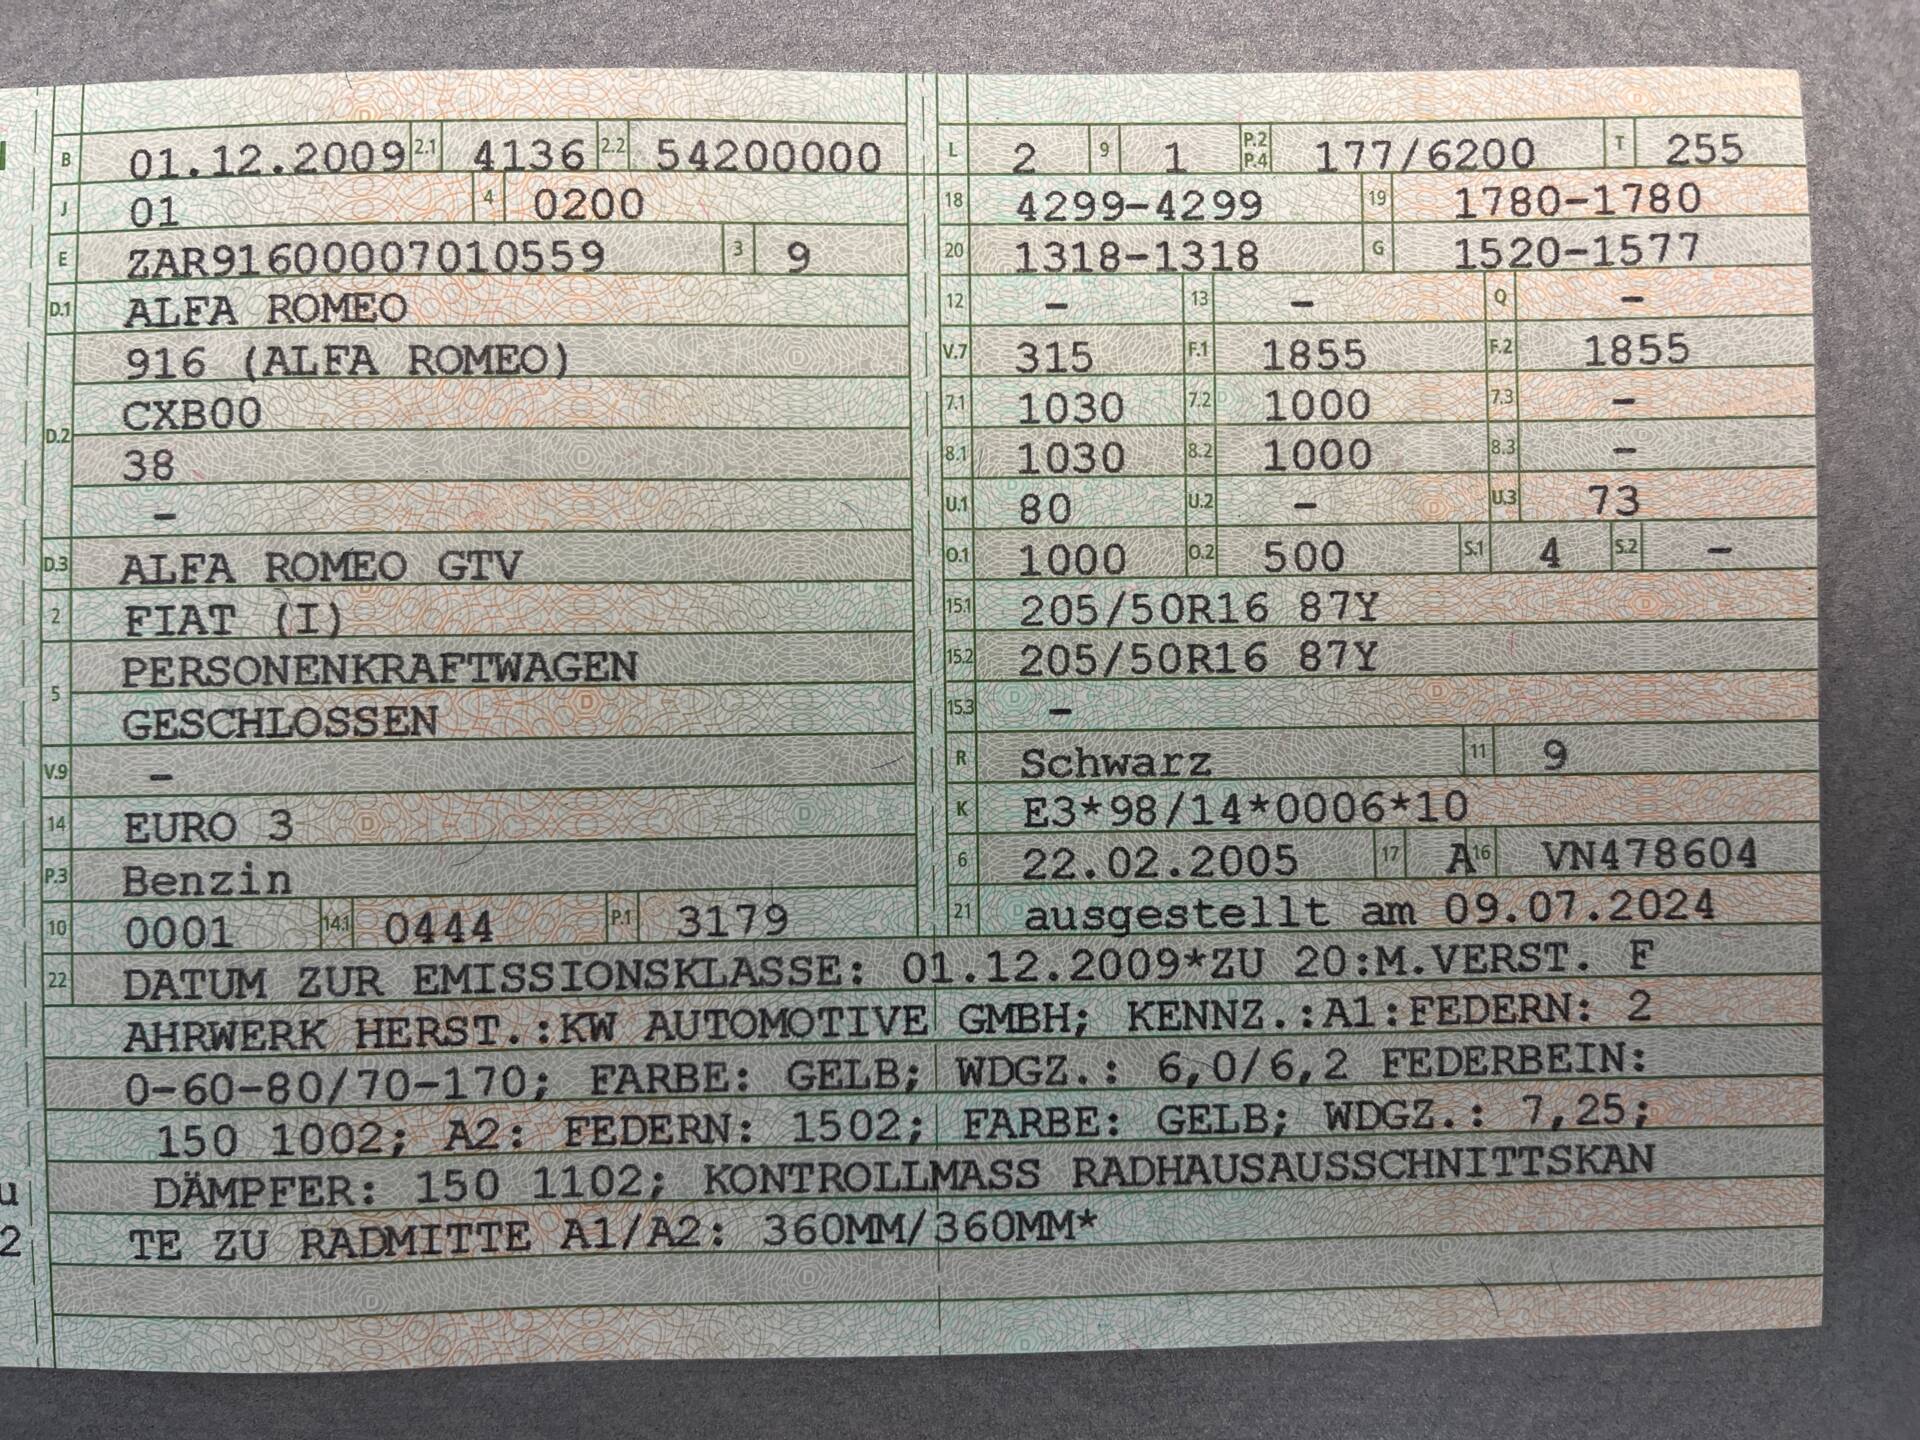 B 01.12.2009 2.1 4136 2.2 54200000
J 01 4 0200
E ZAR91600007010559 3 9
D.1 ALFA ROMEO
916 (ALFA ROMEO)
CXB00
D.2
38
-
D.3 ALFA ROMEO GTV
2 FIAT (I)
PERSONENKRAFTWAGEN
5
GESCHLOSSEN
V.9 -
14 EURO 3
P.3 Benzin
10 0001 14.1 0444 P.1 3179
L 2 9 1 P.2 P.4 177/6200 T 255
18 4299-4299 19 1780-1780
20 1318-1318 G 1520-1577
12 - 13 - Q -
V.7 315 F.1 1855 F.2 1855
7.1 1030 7.2 1000 7.3 -
8.1 1030 8.2 1000 8.3 -
U.1 80 U.2 - U.3 73
O.1 1000 O.2 500 S.1 4 S.2 -
15.1 205/50R16 87Y
15.2 205/50R16 87Y
15.3 -
R Schwarz 11 9
K E3*98/14*0006*10
6 22.02.2005 17 A 16 VN478604
21 ausgestellt am 09.07.2024
22 DATUM ZUR EMISSIONSKLASSE: 01.12.2009*ZU 20:M.VERST. F
AHRWERK HERST.:KW AUTOMOTIVE GMBH; KENNZ.:A1:FEDERN: 2
0-60-80/70-170; FARBE: GELB; WDGZ.: 6,0/6,2 FEDERBEIN:
150 1002; A2: FEDERN: 1502; FARBE: GELB; WDGZ.: 7,25;
DÄMPFER: 150 1102; KONTROLLMASS RADHAUSAUSSCHNITTSKAN
TE ZU RADMITTE A1/A2: 360MM/360MM*
u
2